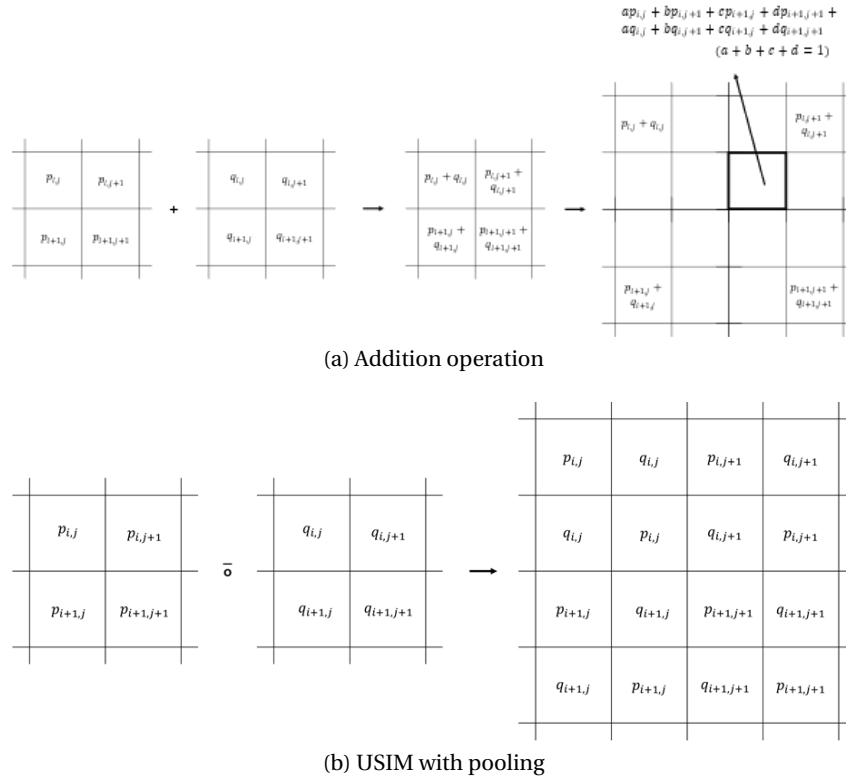 ap_{i,j} + bp_{i,j+1} + cp_{i+1,j} + dp_{i+1,j+1} +
aq_{i,j} + bq_{i,j+1} + cq_{i+1,j} + dq_{i+1,j+1}
(a + b + c + d = 1)
p_{i,j} + q_{i,j} p_{i,j+1} +
q_{i,j+1}
p_{i,j} p_{i,j+1} + q_{i,j} q_{i,j+1} → p_{i,j} + q_{i,j} p_{i,j+1} +
q_{i,j+1}
→
p_{i+1,j} p_{i+1,j+1} q_{i+1,j} q_{i+1,j+1} p_{i+1,j} + p_{i+1,j+1} +
q_{i+1,j} q_{i+1,j+1}
p_{i+1,j} + p_{i+1,j+1} +
q_{i+1,j} q_{i+1,j+1}
(a) Addition operation
p_{i,j} q_{i,j} p_{i,j+1} q_{i,j+1}
p_{i,j} p_{i,j+1} ō q_{i,j} q_{i,j+1} → q_{i,j} p_{i,j} q_{i,j+1} p_{i,j+1}
p_{i+1,j} p_{i+1,j+1} q_{i+1,j} q_{i+1,j+1} p_{i+1,j} q_{i+1,j} p_{i+1,j+1} q_{i+1,j+1}
q_{i+1,j} p_{i+1,j} q_{i+1,j+1} p_{i+1,j+1}
(b) USIM with pooling